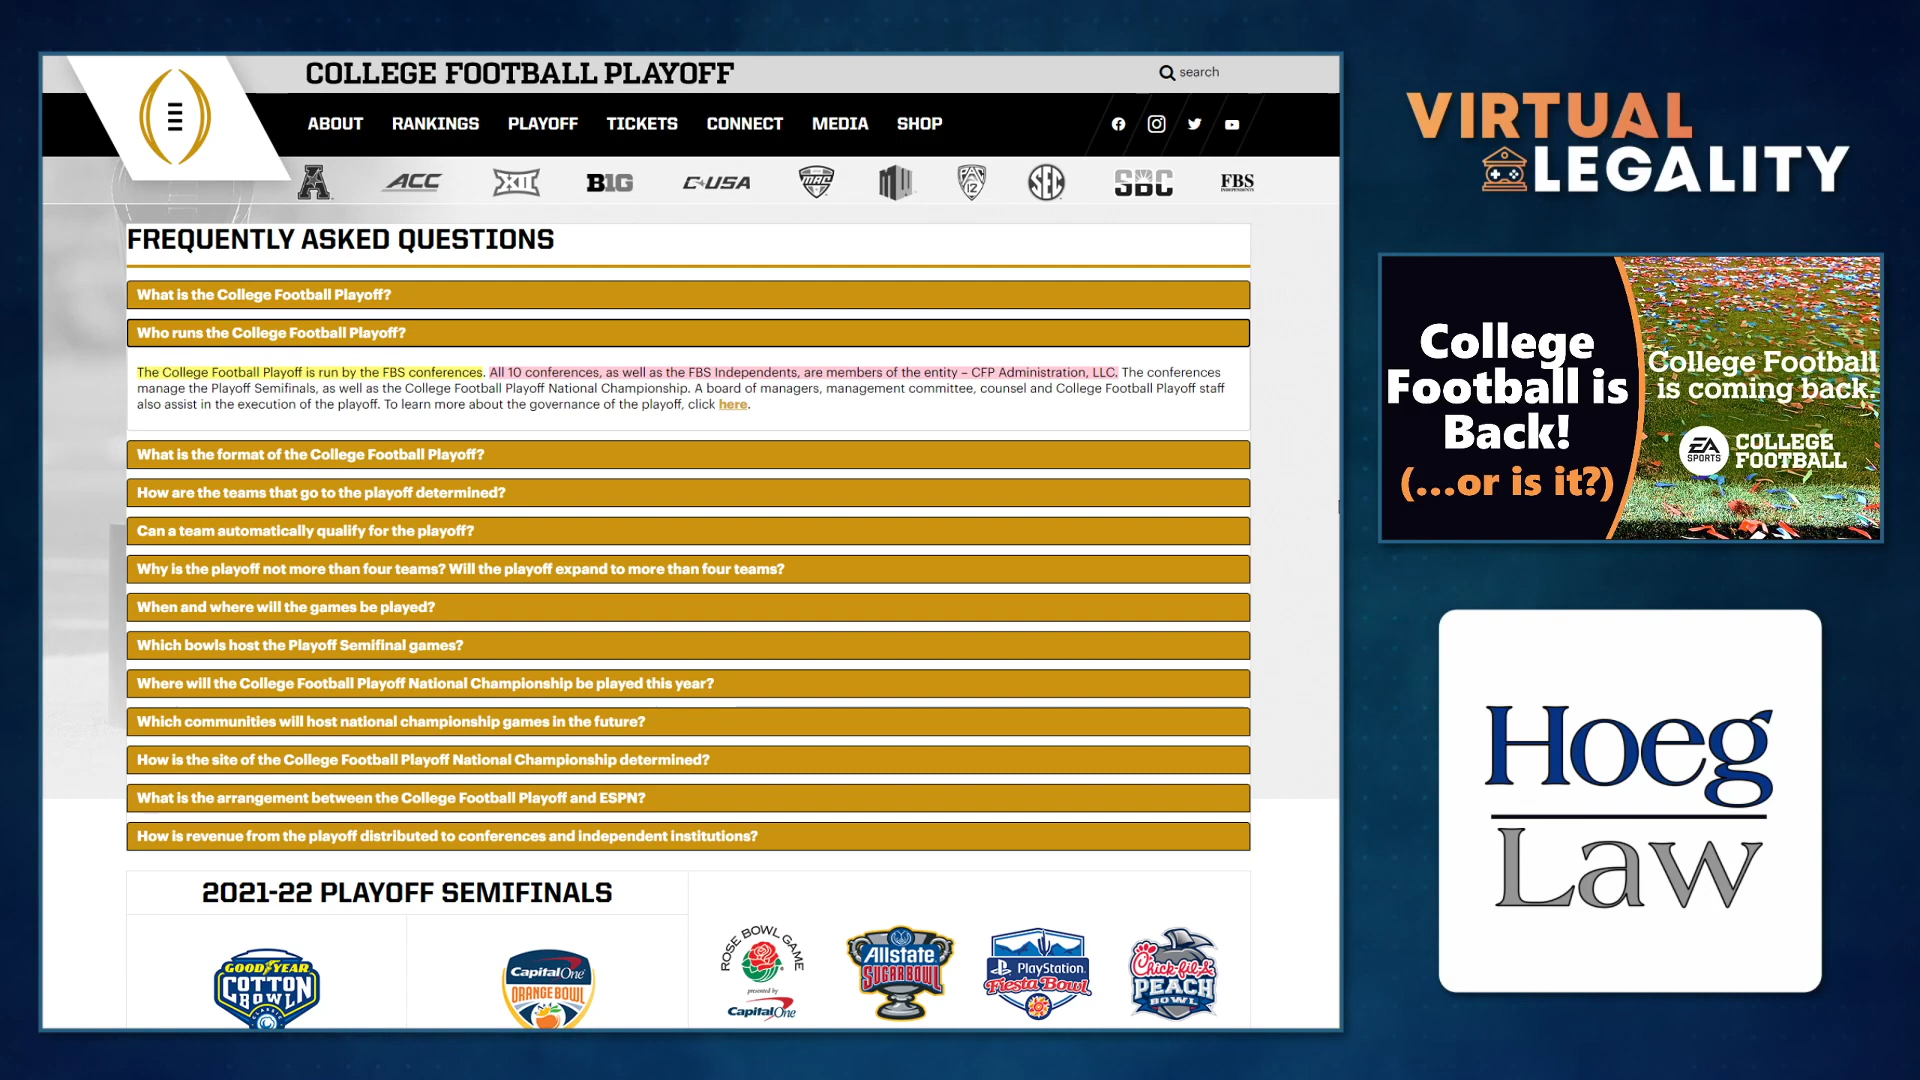 COLLEGE FOOTBALL PLAYOFF
search
ABOUT RANKINGS PLAYOFF TICKETS CONNECT MEDIA SHOP
A ACC XII B1G C-USA MAC MW PAC 12 SEC SBC FBS INDEPENDENTS
FREQUENTLY ASKED QUESTIONS
What is the College Football Playoff?
Who runs the College Football Playoff?
The College Football Playoff is run by the FBS conferences. All 10 conferences, as well as the FBS Independents, are members of the entity – CFP Administration, LLC. The conferences
manage the Playoff Semifinals, as well as the College Football Playoff National Championship. A board of managers, management committee, counsel and College Football Playoff staff
also assist in the execution of the playoff. To learn more about the governance of the playoff, click here.
What is the format of the College Football Playoff?
How are the teams that go to the playoff determined?
Can a team automatically qualify for the playoff?
Why is the playoff not more than four teams? Will the playoff expand to more than four teams?
When and where will the games be played?
Which bowls host the Playoff Semifinal games?
Where will the College Football Playoff National Championship be played this year?
Which communities will host national championship games in the future?
How is the site of the College Football Playoff National Championship determined?
What is the arrangement between the College Football Playoff and ESPN?
How is revenue from the playoff distributed to conferences and independent institutions?
2021-22 PLAYOFF SEMIFINALS
GOODYEAR
COTTON
BOWL
CLASSIC
Capital One
ORANGE BOWL
ROSE BOWL GAME
presented by
Capital One
Allstate
SUGAR BOWL
PlayStation
Fiesta Bowl
Chick-fil-A
PEACH
BOWL
VIRTUAL
LEGALITY
College
Football is
Back!
(...or is it?)
College Football
is coming back.
EA
SPORTS
COLLEGE
FOOTBALL
Hoeg
Law